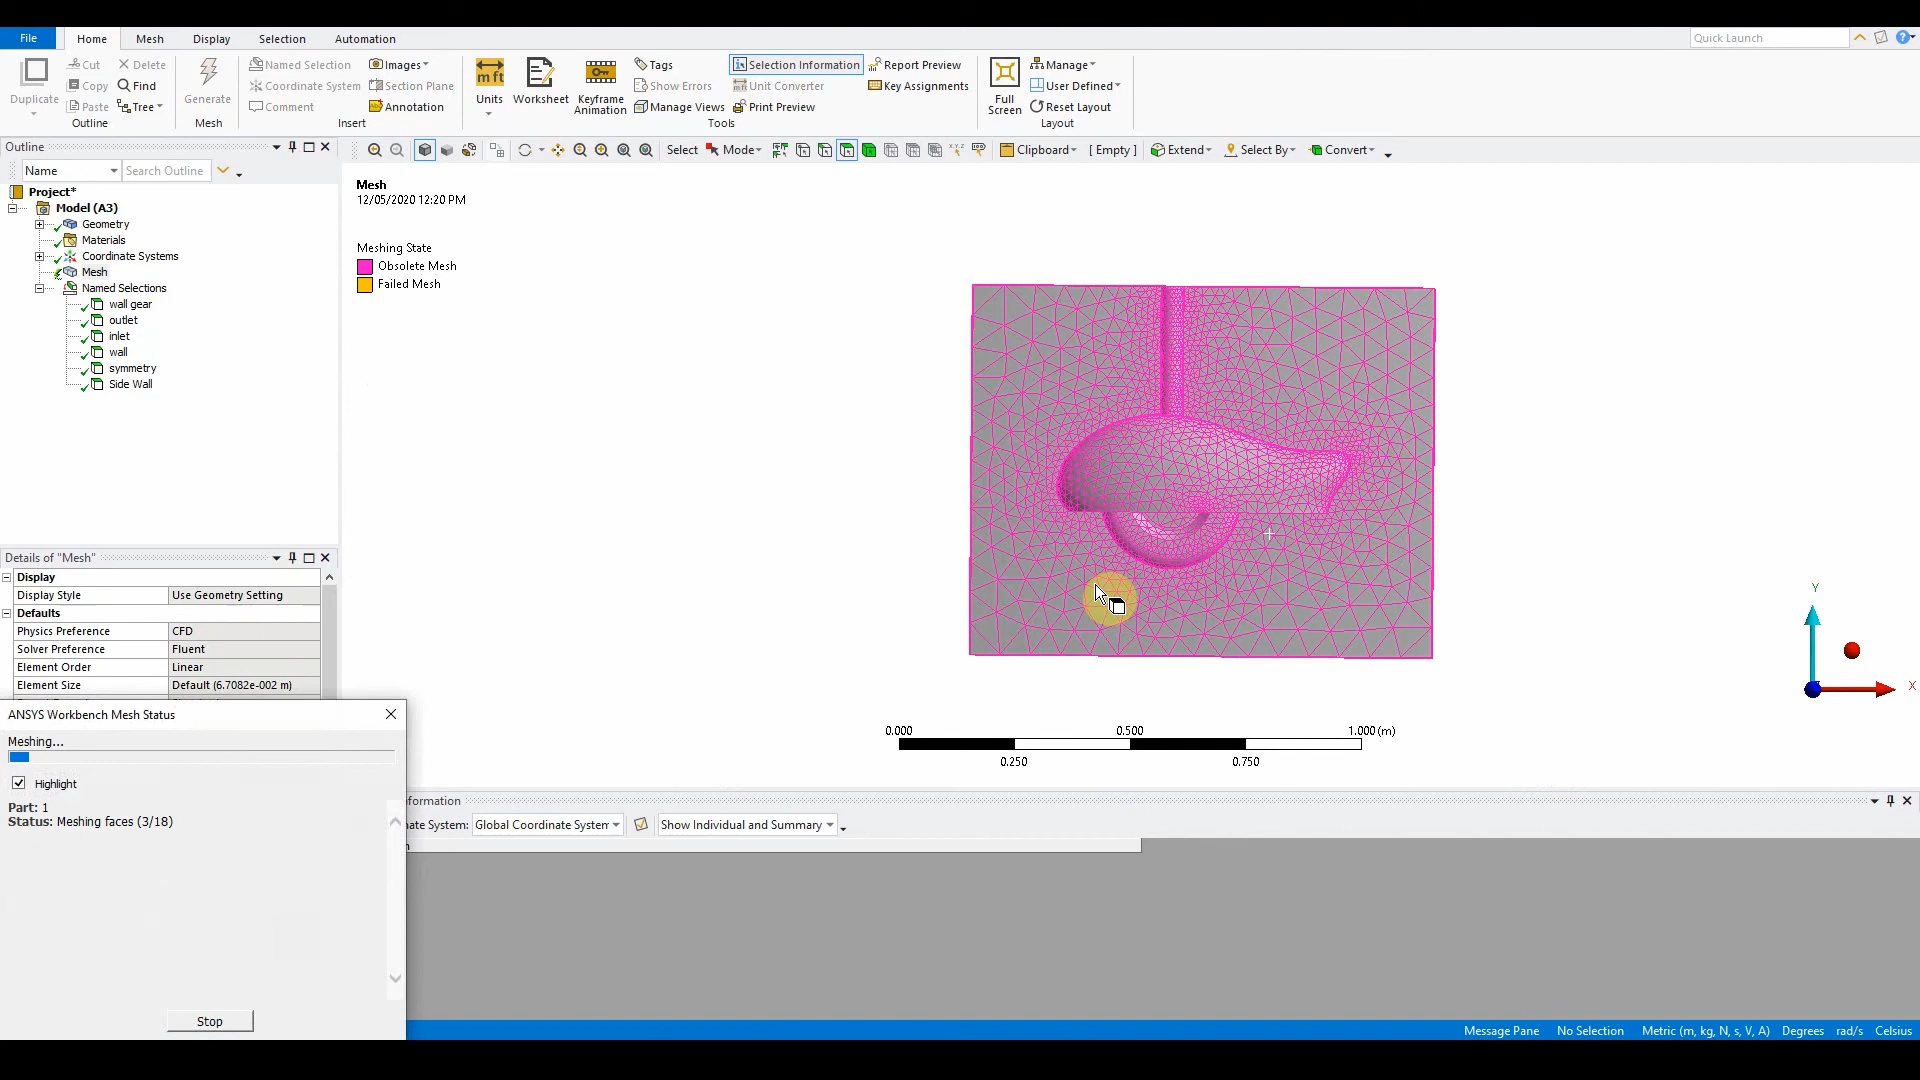 File
Home
Mesh
Display
Selection
Automation
Quick Launch
Duplicate
Cut
Copy
Paste
Delete
Find
Tree
Outline
Generate
Mesh
Named Selection
Coordinate System
Comment
Images
Section Plane
Annotation
Insert
Units
Worksheet
Keyframe
Animation
Tags
Show Errors
Manage Views
Selection Information
Unit Converter
Print Preview
Report Preview
Key Assignments
Tools
Full
Screen
Manage
User Defined
Reset Layout
Layout
Outline
Name
Search Outline
Select
Mode
Clipboard
[ Empty ]
Extend
Select By
Convert
Project*
Model (A3)
Geometry
Materials
Coordinate Systems
Mesh
Named Selections
wall gear
outlet
inlet
wall
symmetry
Side Wall
Mesh
12/05/2020 12:20 PM
Meshing State
Obsolete Mesh
Failed Mesh
Y
X
0.000
0.500
1.000 (m)
0.250
0.750
Details of "Mesh"
Display
Display Style Use Geometry Setting
Defaults
Physics Preference CFD
Solver Preference Fluent
Element Order Linear
Element Size Default (6.7082e-002 m)
ANSYS Workbench Mesh Status
Meshing...
Highlight
Part: 1
Status: Meshing faces (3/18)
Stop
formation
ate System: Global Coordinate System
Show Individual and Summary
Message Pane
No Selection
Metric (m, kg, N, s, V, A)
Degrees
rad/s
Celsius